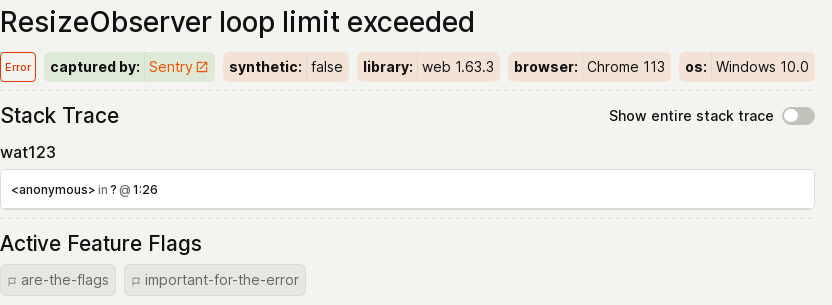 ResizeObserver loop limit exceeded
Error captured by: Sentry synthetic: false library: web 1.63.3 browser: Chrome 113 os: Windows 10.0
Stack Trace Show entire stack trace
wat123
<anonymous> in ? @ 1:26
Active Feature Flags
are-the-flags important-for-the-error